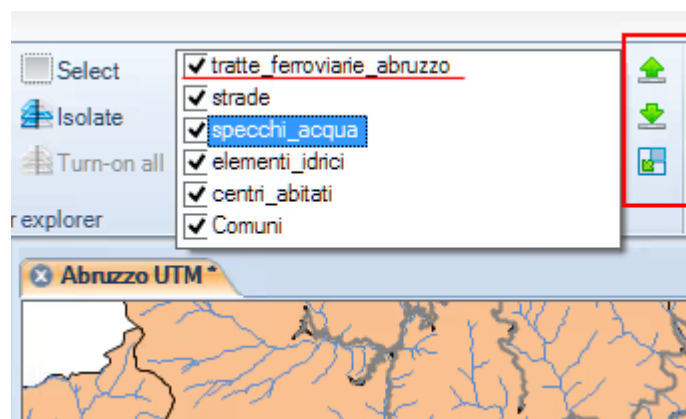 Select
Isolate
Turn-on all
r explorer
tratte_ferroviarie_abruzzo
strade
specchi_acqua
elementi_idrici
centri_abitati
Comuni
Abruzzo UTM *